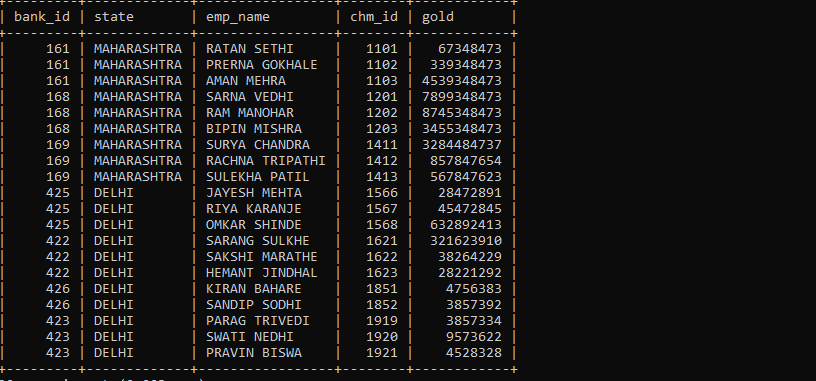 | bank_id | state       | emp_name        | chm_id | gold       |
|     161 | MAHARASHTRA | RATAN SETHI     | 1101   |   67348473 |
|     161 | MAHARASHTRA | PRERNA GOKHALE  | 1102   |  339348473 |
|     161 | MAHARASHTRA | AMAN MEHRA      | 1103   | 4539348473 |
|     168 | MAHARASHTRA | SARNA VEDHI     | 1201   | 7899348473 |
|     168 | MAHARASHTRA | RAM MANOHAR     | 1202   | 8745348473 |
|     168 | MAHARASHTRA | BIPIN MISHRA    | 1203   | 3455348473 |
|     169 | MAHARASHTRA | SURYA CHANDRA   | 1411   | 3284484737 |
|     169 | MAHARASHTRA | RACHNA TRIPATHI | 1412   |  857847654 |
|     169 | MAHARASHTRA | SULEKHA PATIL   | 1413   |  567847623 |
|     425 | DELHI       | JAYESH MEHTA    | 1566   |   28472891 |
|     425 | DELHI       | RIYA KARANJE    | 1567   |   45472845 |
|     425 | DELHI       | OMKAR SHINDE    | 1568   |  632892413 |
|     422 | DELHI       | SARANG SULKHE   | 1621   |  321623910 |
|     422 | DELHI       | SAKSHI MARATHE  | 1622   |   38264229 |
|     422 | DELHI       | HEMANT JINDHAL  | 1623   |   28221292 |
|     426 | DELHI       | KIRAN BAHARE    | 1851   |    4756383 |
|     426 | DELHI       | SANDIP SODHI    | 1852   |    3857392 |
|     423 | DELHI       | PARAG TRIVEDI   | 1919   |    3857334 |
|     423 | DELHI       | SWATI NEDHI     | 1920   |    9573622 |
|     423 | DELHI       | PRAVIN BISWA    | 1921   |    4528328 |